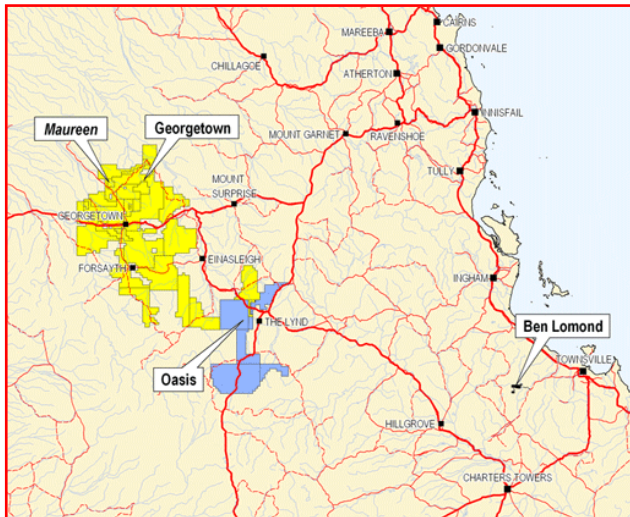 CAIRNS
MAREEBA
GORDONVALE
CHILLAGOE
ATHERTON
INNISFAIL
Maureen
Georgetown
MOUNT GARNET
RAVENSHOE
TULLY
MOUNT
SURPRISE
GEORGETOWN
EINASLEIGH
FORSAYTH
INGHAM
THE LYND
Ben Lomond
TOWNSVILLE
Oasis
HILLGROVE
CHARTERS TOWERS